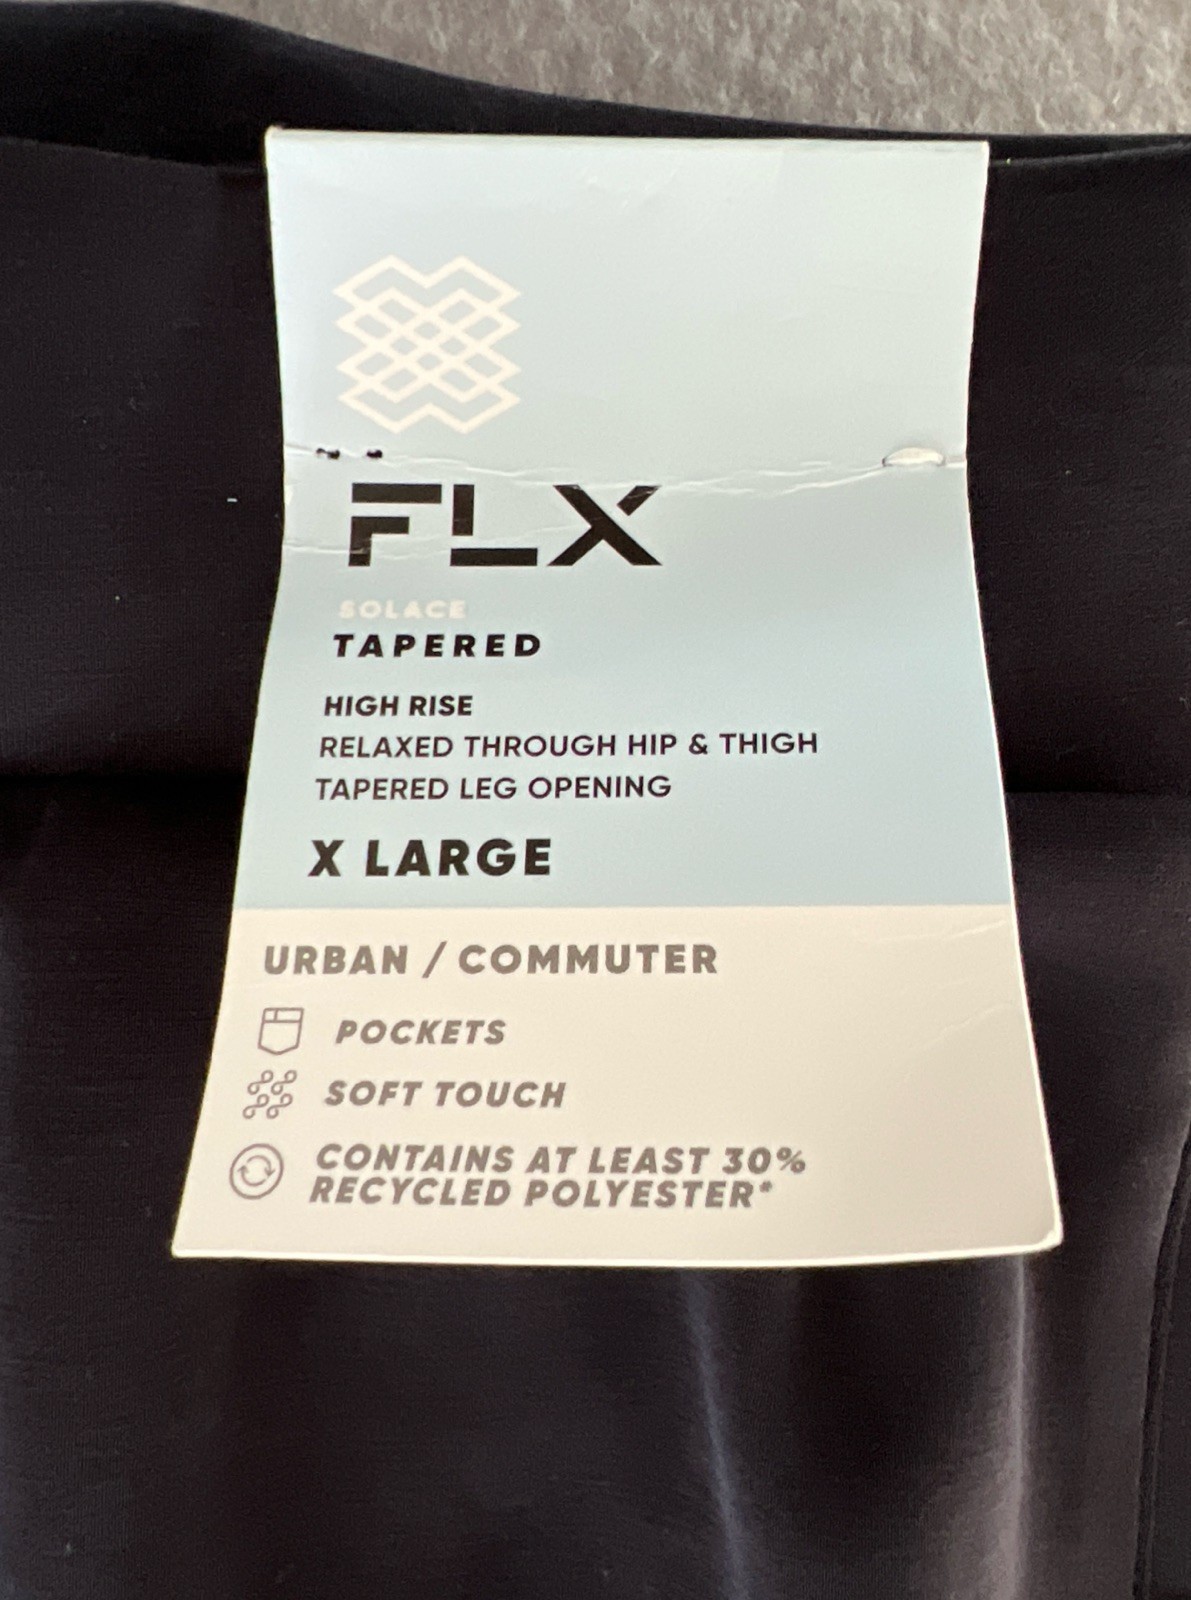 FLX
SOLACE
TAPERED
HIGH RISE
RELAXED THROUGH HIP & THIGH
TAPERED LEG OPENING
X LARGE
URBAN / COMMUTER
POCKETS
SOFT TOUCH
CONTAINS AT LEAST 30%
RECYCLED POLYESTER*